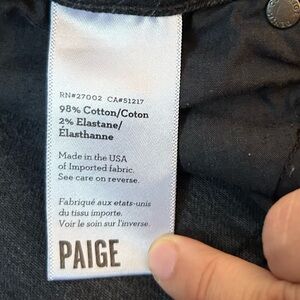 RN#27002 CA#51217
98% Cotton/Coton
2% Elastane/
Élasthanne
Made in the USA
of Imported fabric.
See care on reverse.
Fabriqué aux etats-unis
du tissu importe.
Voir le soin sur l'inverse.
PAIGE